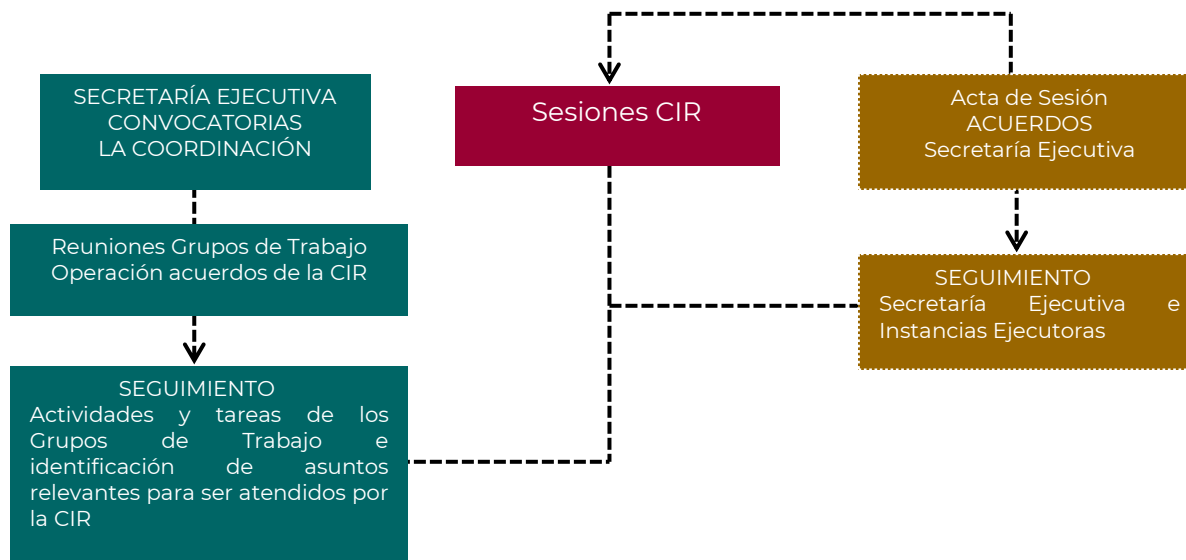 SECRETARÍA EJECUTIVA
CONVOCATORIAS
LA COORDINACIÓN
Reuniones Grupos de Trabajo
Operación acuerdos de la CIR
SEGUIMIENTO
Actividades y tareas de los
Grupos de Trabajo e
identificación de asuntos
relevantes para ser atendidos por
la CIR
Sesiones CIR
Acta de Sesión
ACUERDOS
Secretaría Ejecutiva
SEGUIMIENTO
Secretaría Ejecutiva e
Instancias Ejecutoras